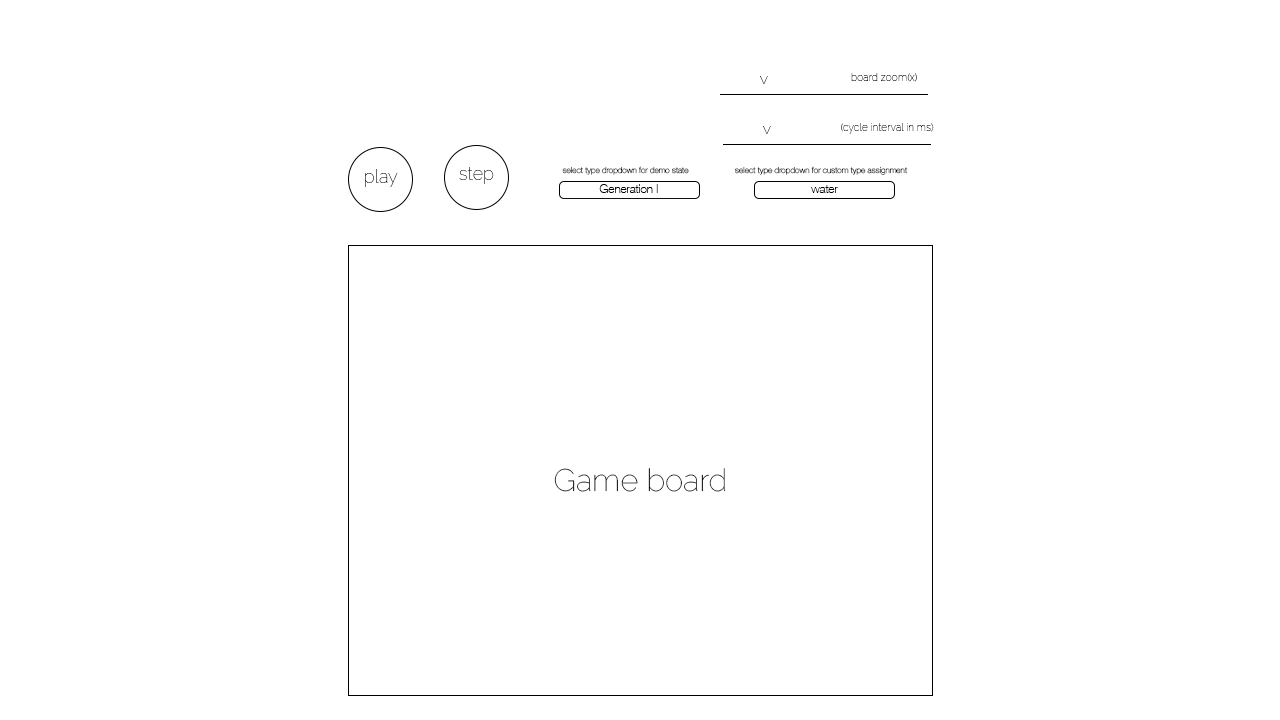 V board zoom(x)
V (cycle interval in ms)
play
step
select type dropdown for demo state
Generation I
select type dropdown for custom type assignment
water
Game board